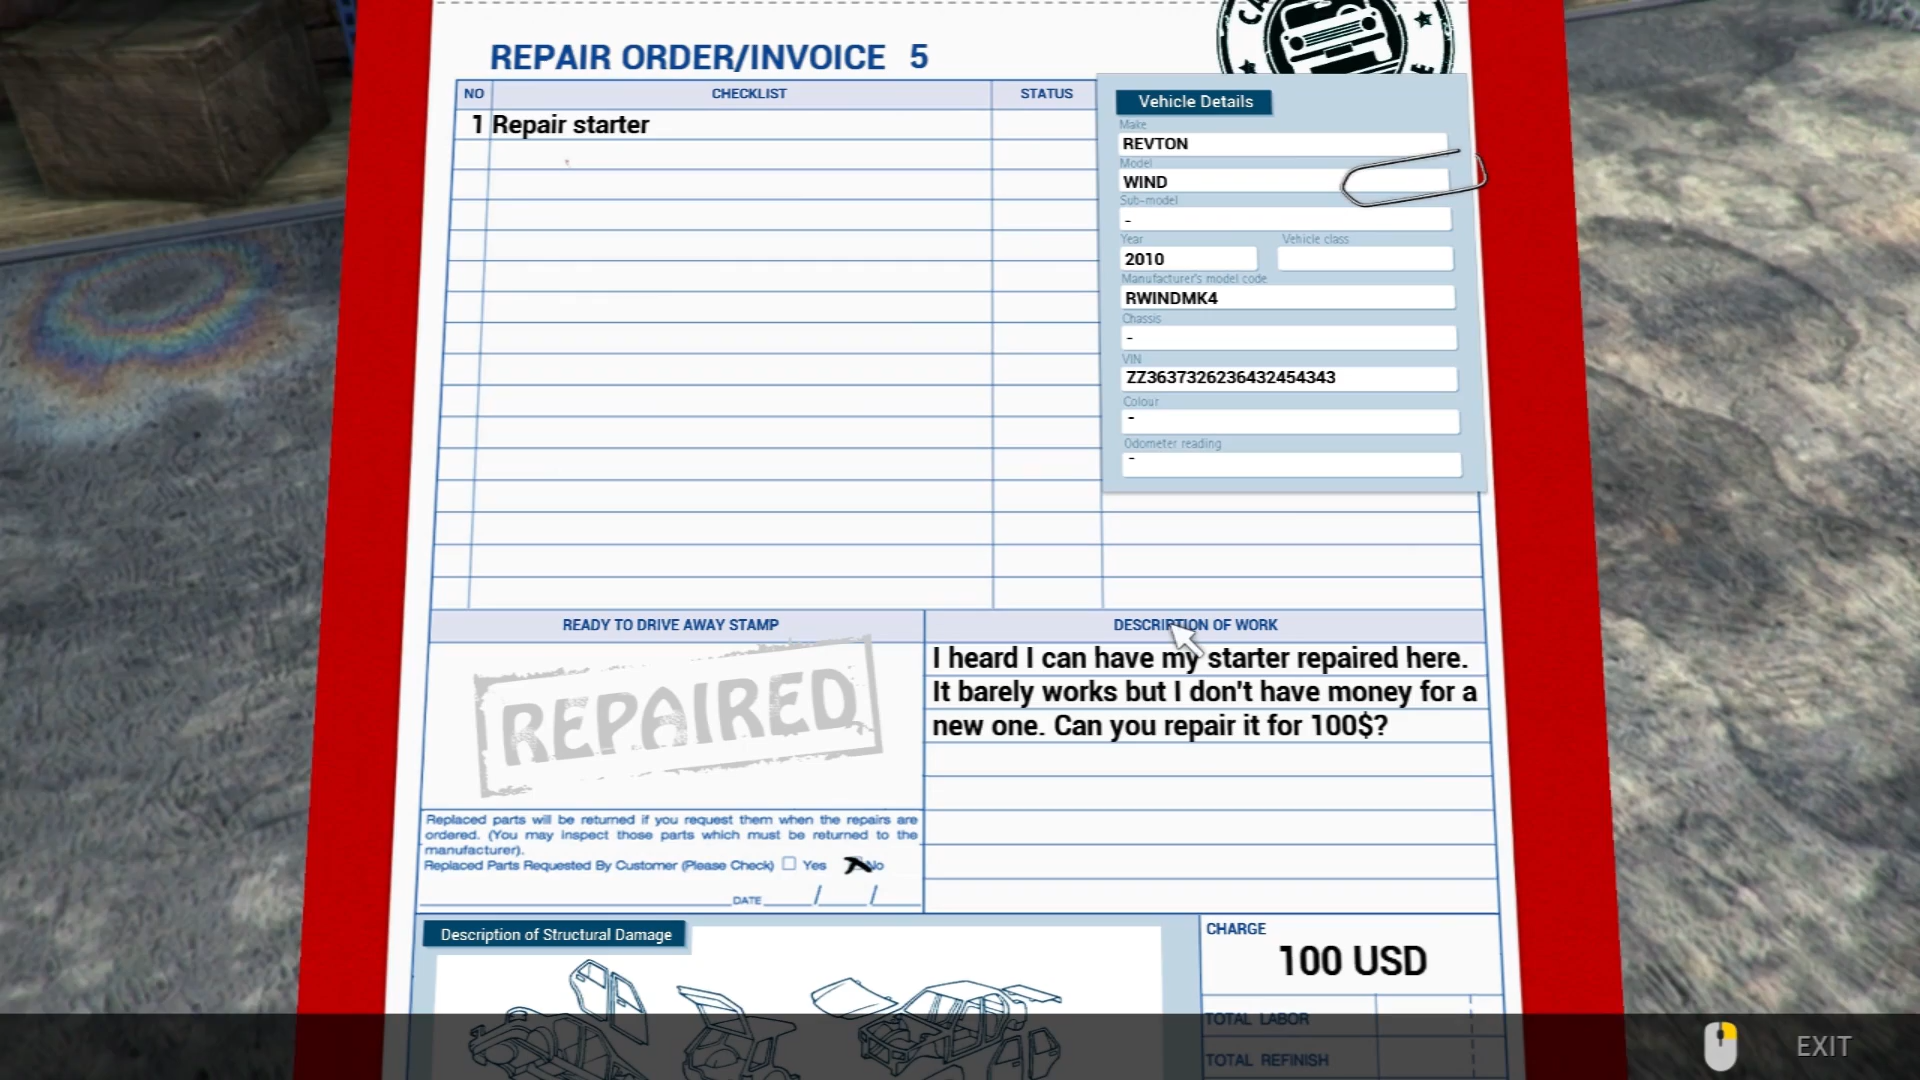 REPAIR ORDER/INVOICE 5
NO CHECKLIST STATUS
1 Repair starter
Vehicle Details
Make
REVTON
Model
WIND
Sub-model
-
Year Vehicle class
2010
Manufacturer's model code
RWINDMK4
Chassis
-
VIN
ZZ3637326236432454343
Colour
-
Odometer reading
-
READY TO DRIVE AWAY STAMP
REPAIRED
Replaced parts will be returned if you request them when the repairs are
ordered. (You may inspect those parts which must be returned to the
manufacturer).
Replaced Parts Requested By Customer (Please Check) Yes No
DATE / /
DESCRIPTION OF WORK
I heard I can have my starter repaired here.
It barely works but I don't have money for a
new one. Can you repair it for 100$?
Description of Structural Damage
CHARGE
100 USD
TOTAL LABOR
TOTAL REFINISH
EXIT